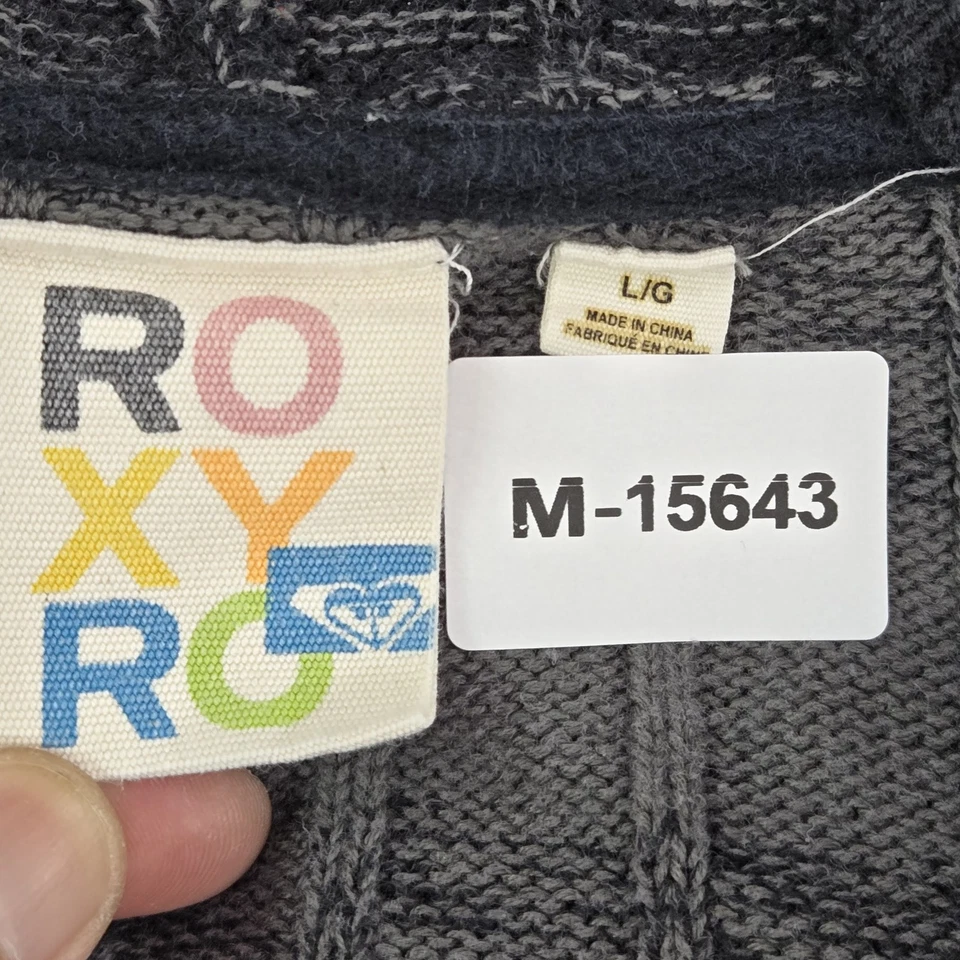 RO
XY
RO
L/G
MADE IN CHINA
FABRIQUÉ EN CHINE
M-15643